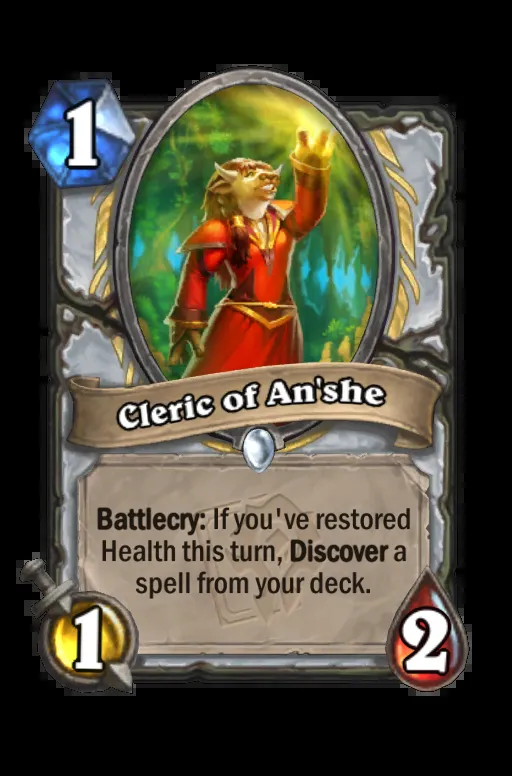 1
Cleric of An'she
Battlecry: If you've restored
Health this turn, Discover a
spell from your deck.
1
2